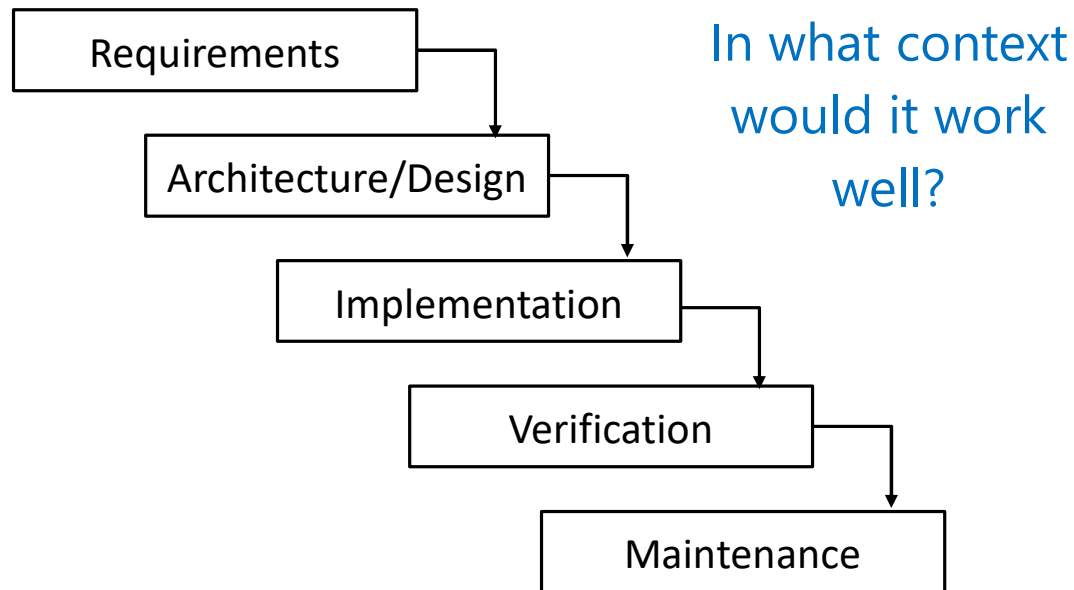 Requirements
In what context
would it work
well?
Architecture/Design
Implementation
Verification
Maintenance